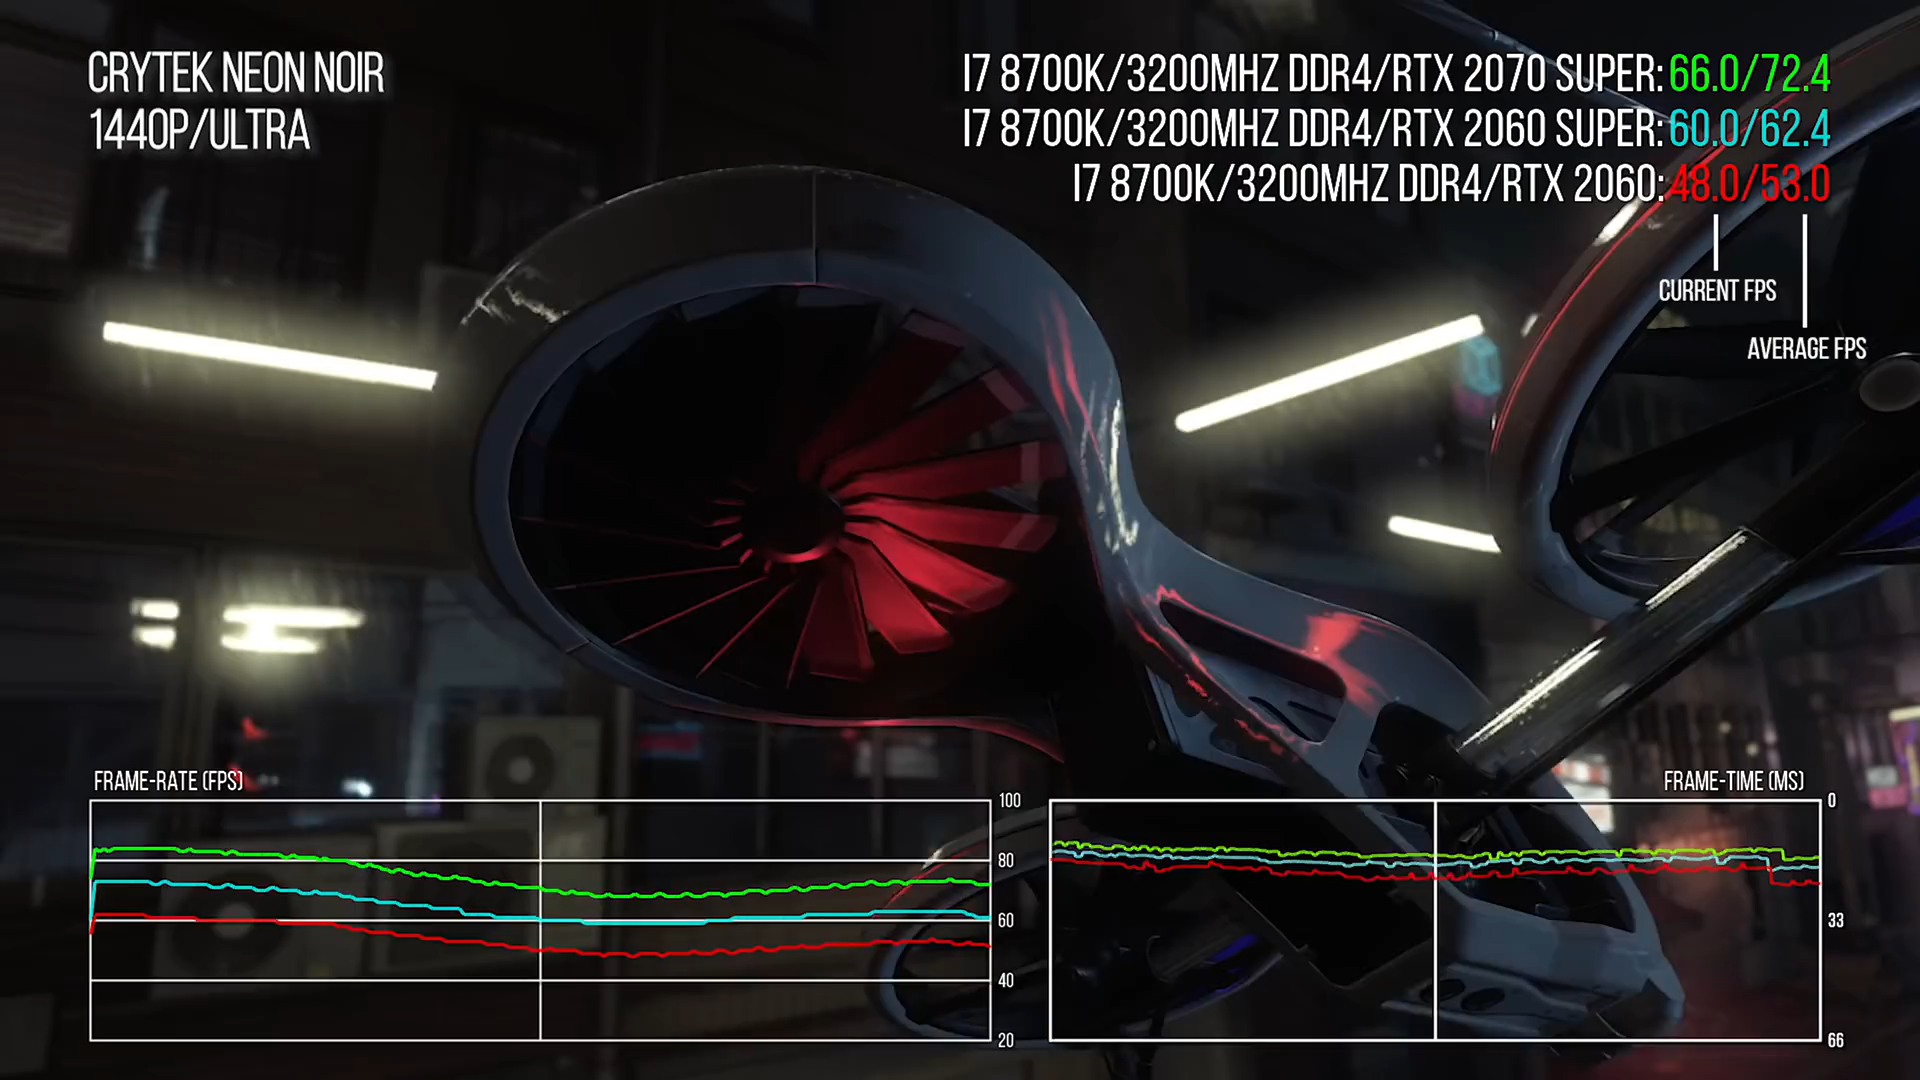 CRYTEK NEON NOIR
1440P/ULTRA
I7 8700K/3200MHZ DDR4/RTX 2070 SUPER: 66.0/72.4
I7 8700K/3200MHZ DDR4/RTX 2060 SUPER: 60.0/62.4
I7 8700K/3200MHZ DDR4/RTX 2060: 48.0/53.0
CURRENT FPS
AVERAGE FPS
FRAME-RATE (FPS)
100
80
60
40
20
FRAME-TIME (MS)
0
33
66